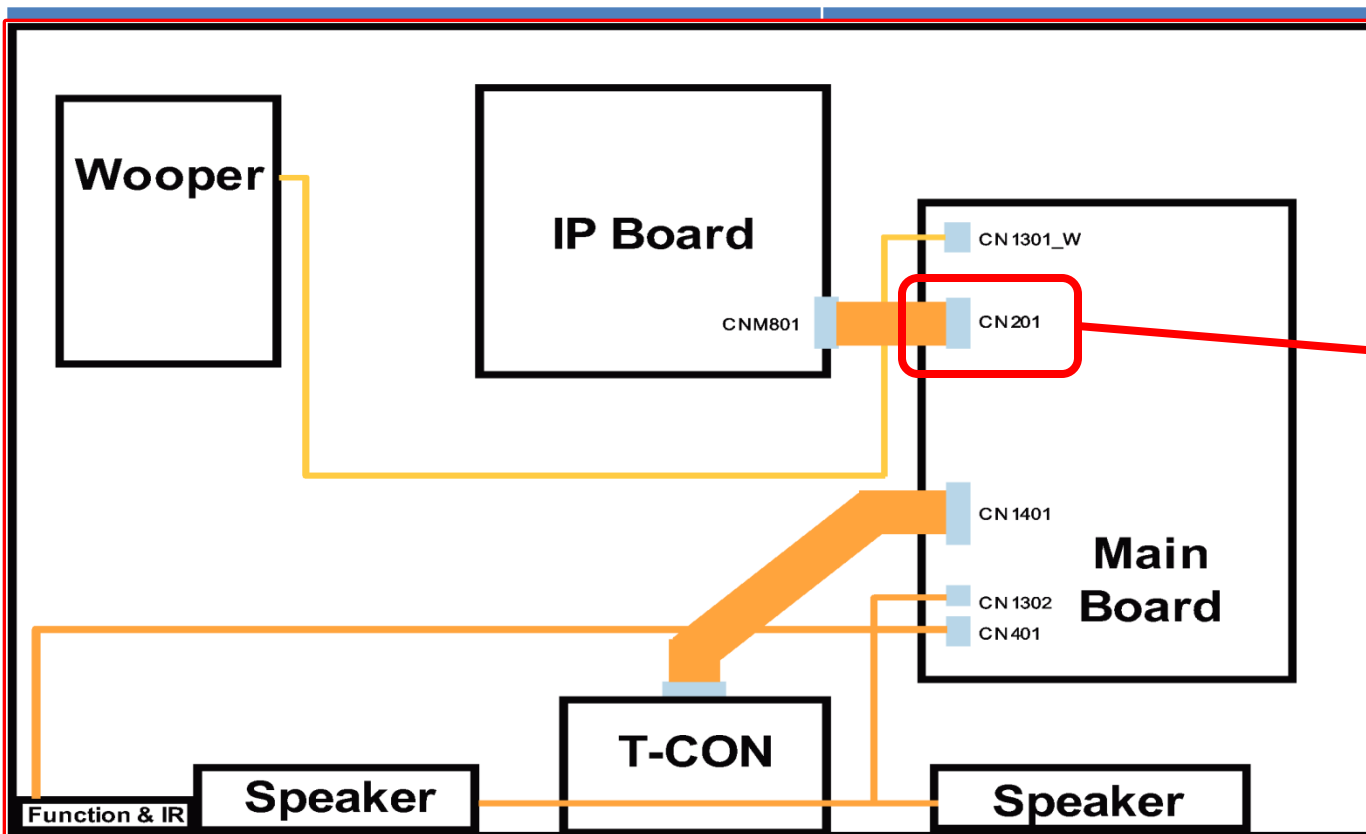 Wooper
IP Board
CN1301_W
CNM801
CN201
CN1401
Main
Board
CN1302
CN401
T-CON
Speaker
Speaker
Function & IR